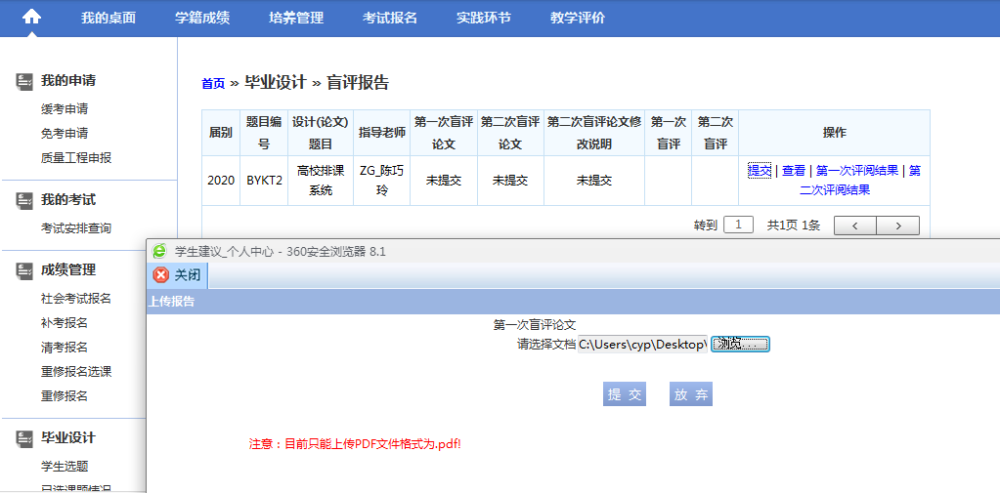 我的桌面 学籍成绩 培养管理 考试报名 实践环节 教学评价
我的申请
缓考申请
免考申请
质量工程申报
我的考试
考试安排查询
成绩管理
社会考试报名
补考报名
清考报名
重修报名选课
重修报名
毕业设计
学生选题
已选课题情况
首页 » 毕业设计 » 盲评报告
届别 题目编号 设计(论文)题目 指导老师 第一次盲评论文 第二次盲评论文 第二次盲评论文修改说明 第一次盲评 第二次盲评 操作
2020 BYKT2 高校排课系统 ZG_陈巧玲 未提交 未提交 未提交 提交 | 查看 | 第一次评阅结果 | 第二次评阅结果
转到 1 共1页 1条 < >
学生建议_个人中心 - 360安全浏览器 8.1
关闭
上传报告
第一次盲评论文
请选择文档 C:\Users\cyp\Desktop\ 浏览...
提 交 放 弃
注意：目前只能上传PDF文件格式为.pdf!